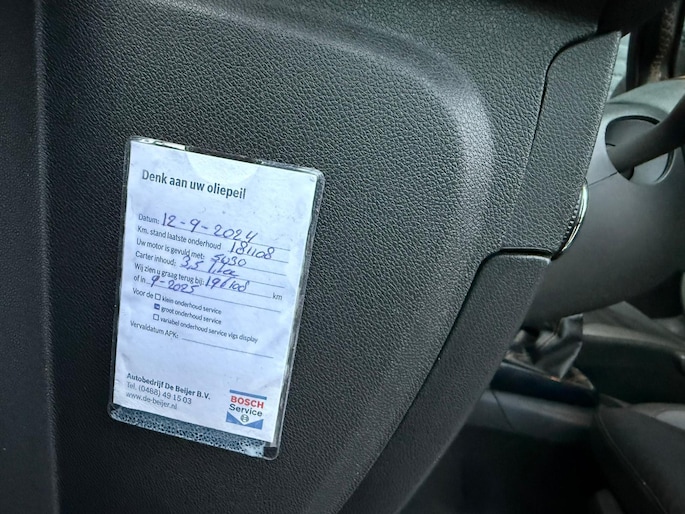 Denk aan uw oliepeil
Datum: 12-9-2024
Km. stand laatste onderhoud 181108
Uw motor is gevuld met: 5W30
Carter inhoud: 3,5 liter
Wij zien u graag terug bij: 198108 km
of in 9-2025
Voor de klein onderhoud service
groot onderhoud service
variabel onderhoud service vlgs display
Vervaldatum APK:
Autobedrijf De Beijer B.V.
Tel. (0488) 49 15 03
www.de-beijer.nl
BOSCH
Service